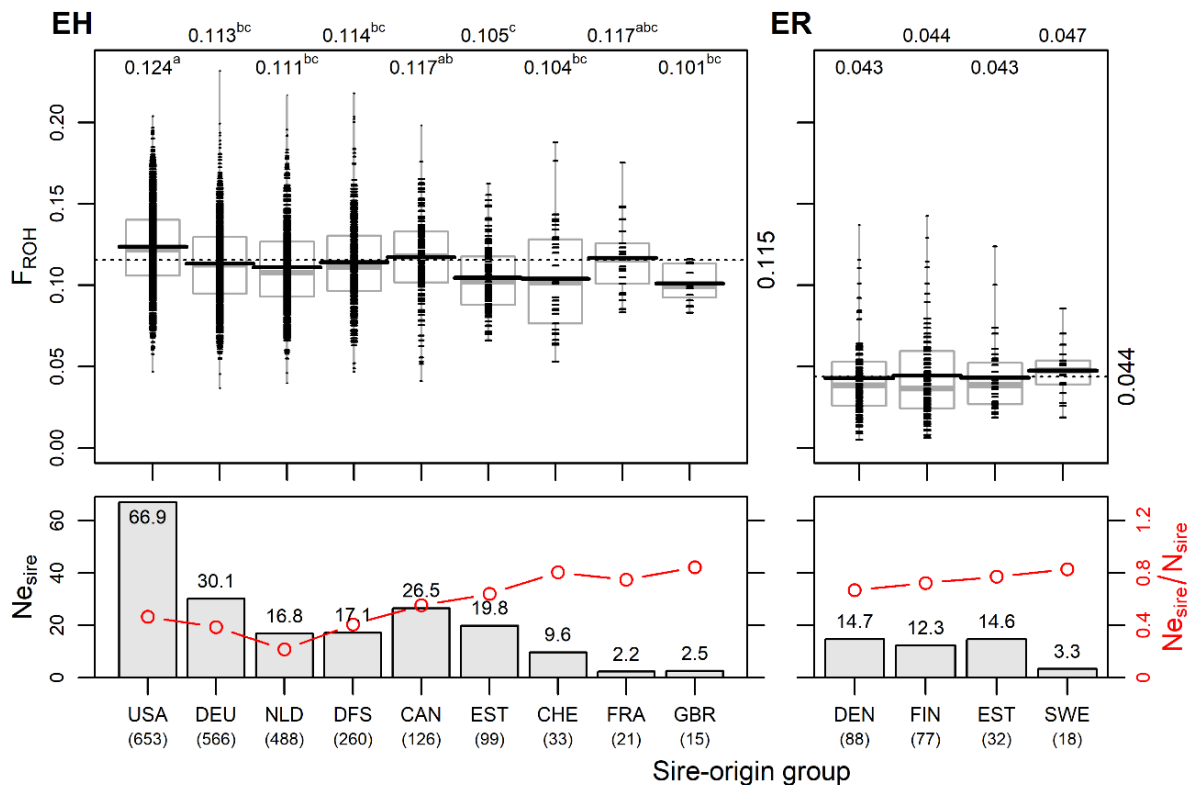 EH ER
0.113bc 0.114bc 0.105c 0.117abc 0.044 0.047
0.124a 0.111bc 0.117ab 0.104bc 0.101bc 0.043 0.043
FROH
0.20
0.15
0.10
0.05
0.00
0.115
0.044
Nesire
60
40
20
0
66.9 30.1 16.8 17.1 26.5 19.8 9.6 2.2 2.5
14.7 12.3 14.6 3.3
1.2
0.8
0.4
0
Nesire/ Nsire
USA DEU NLD DFS CAN EST CHE FRA GBR DEN FIN EST SWE
(653) (566) (488) (260) (126) (99) (33) (21) (15) (88) (77) (32) (18)
Sire-origin group